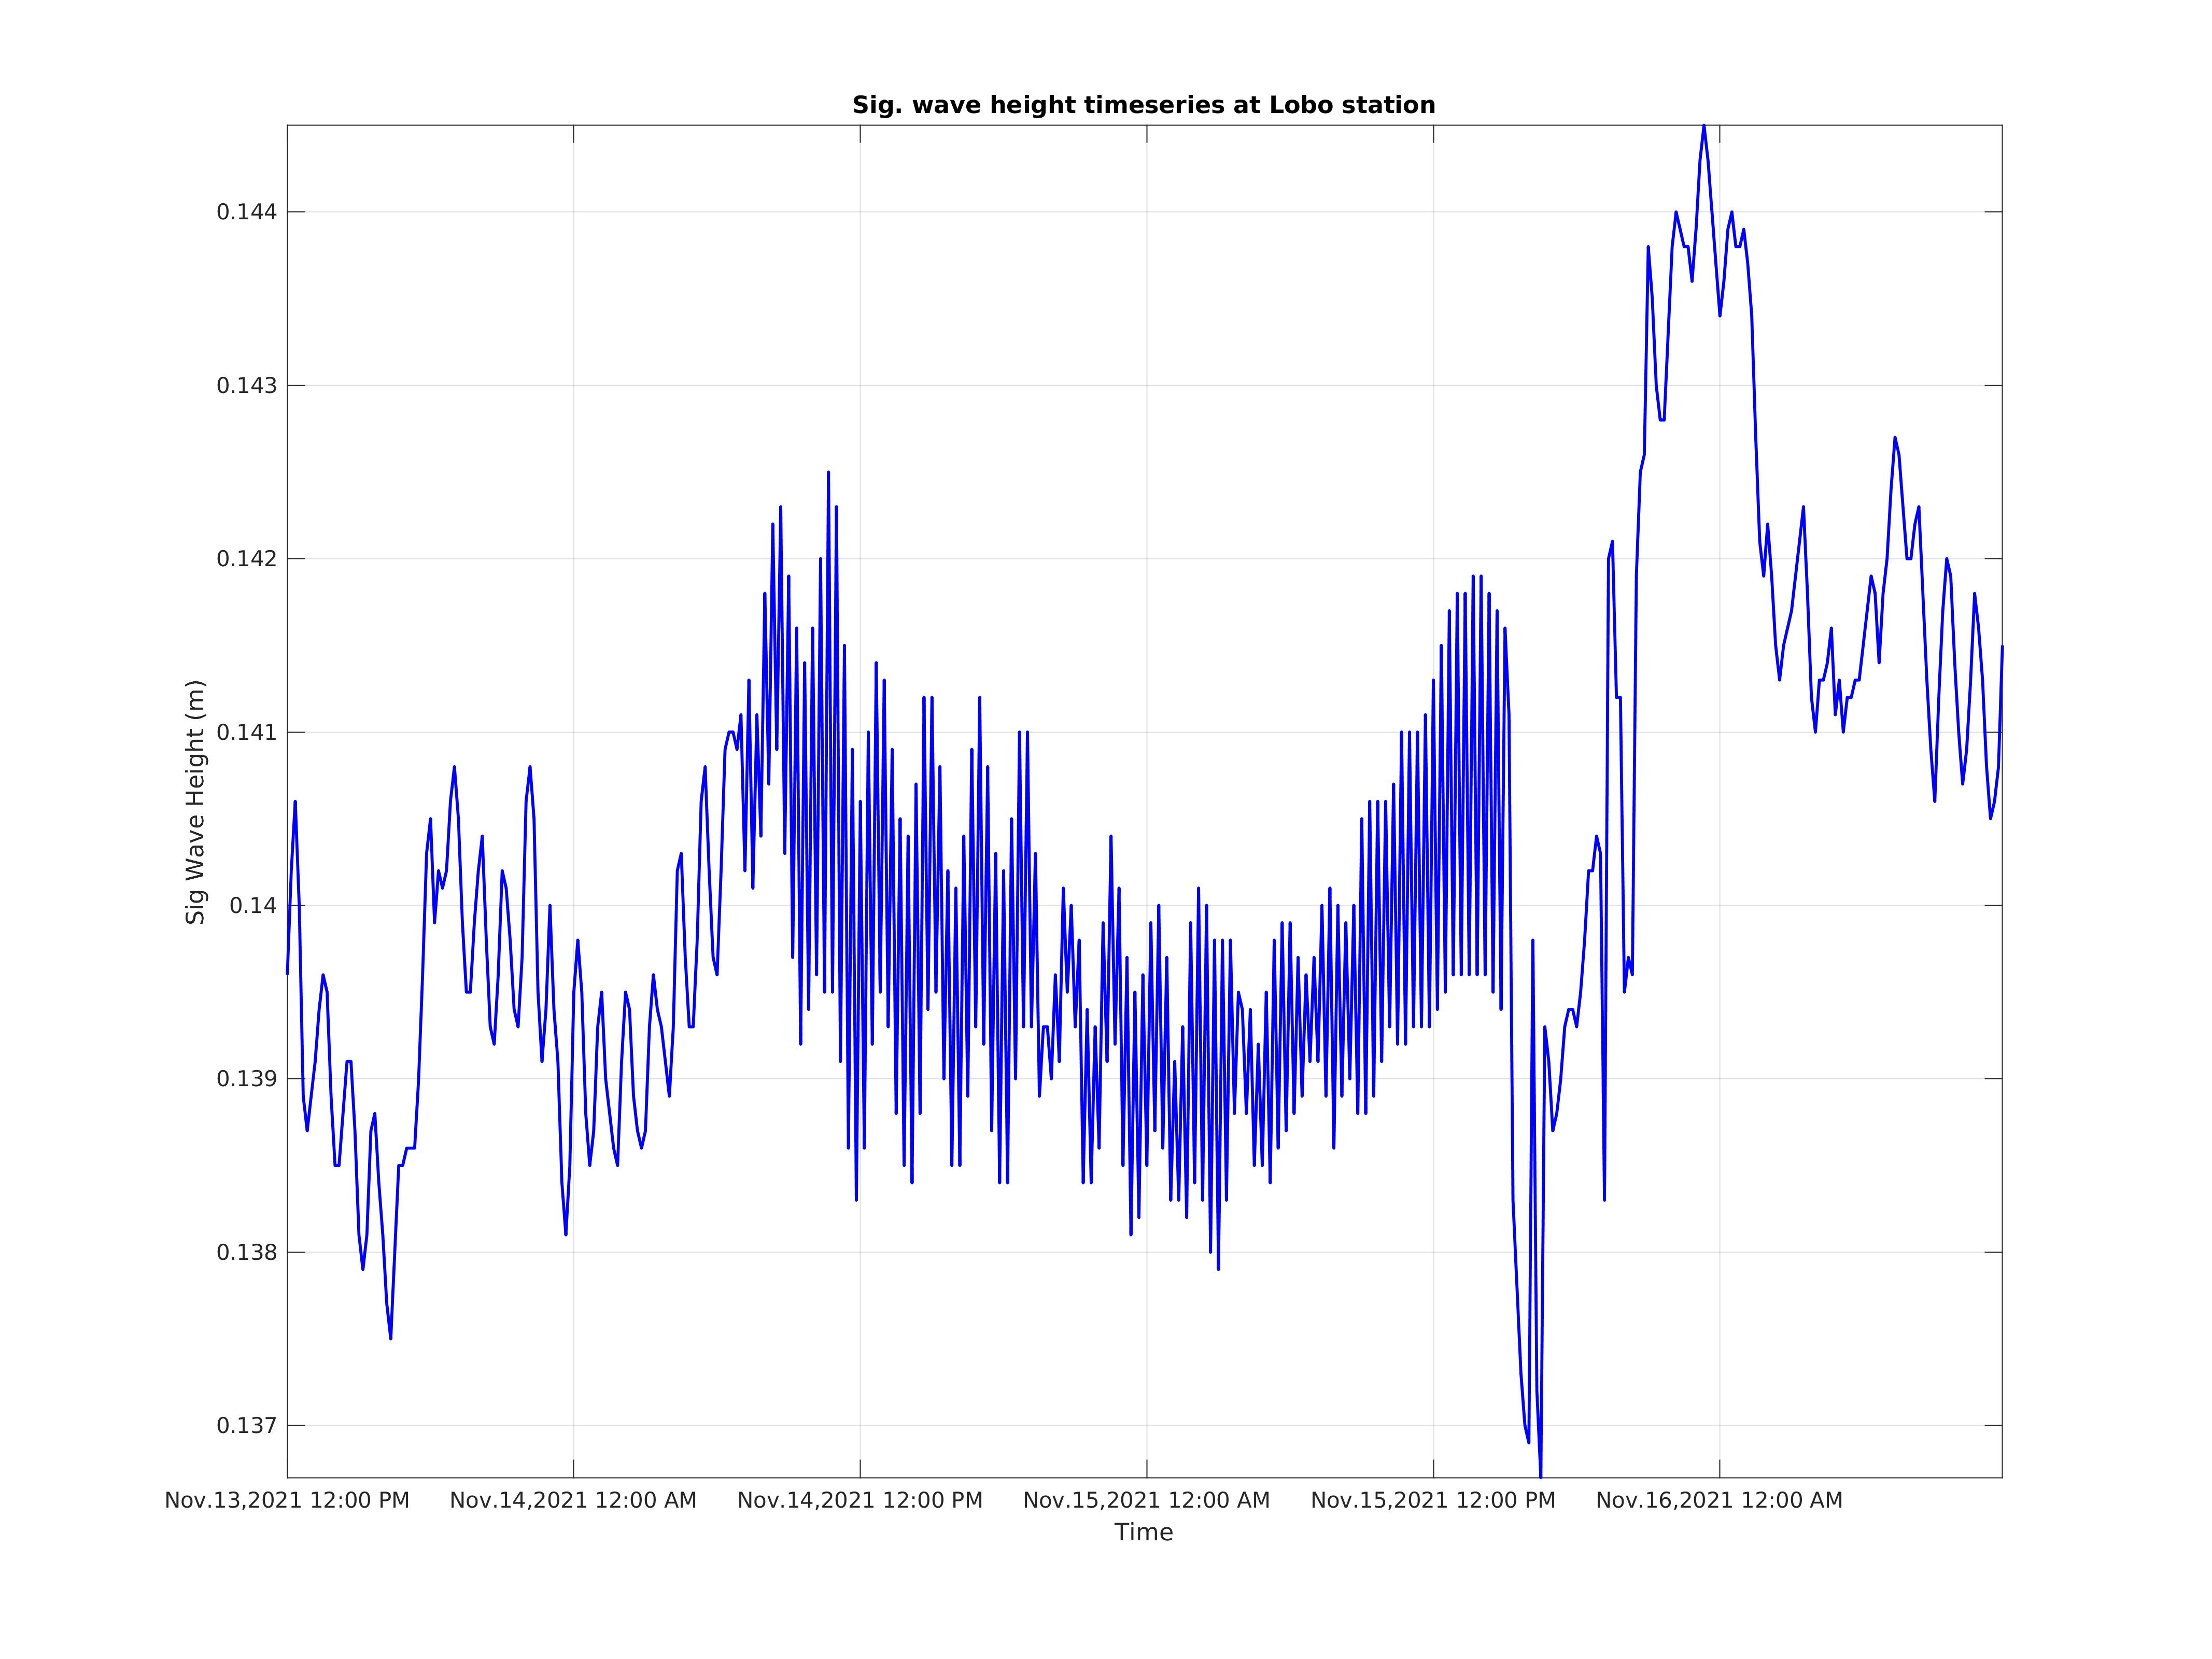 Sig. wave height timeseries at Lobo station
0.144
0.143
0.142
0.141
0.14
0.139
0.138
0.137
Sig Wave Height (m)
Nov.13,2021 12:00 PM Nov.14,2021 12:00 AM Nov.14,2021 12:00 PM Nov.15,2021 12:00 AM Nov.15,2021 12:00 PM Nov.16,2021 12:00 AM
Time